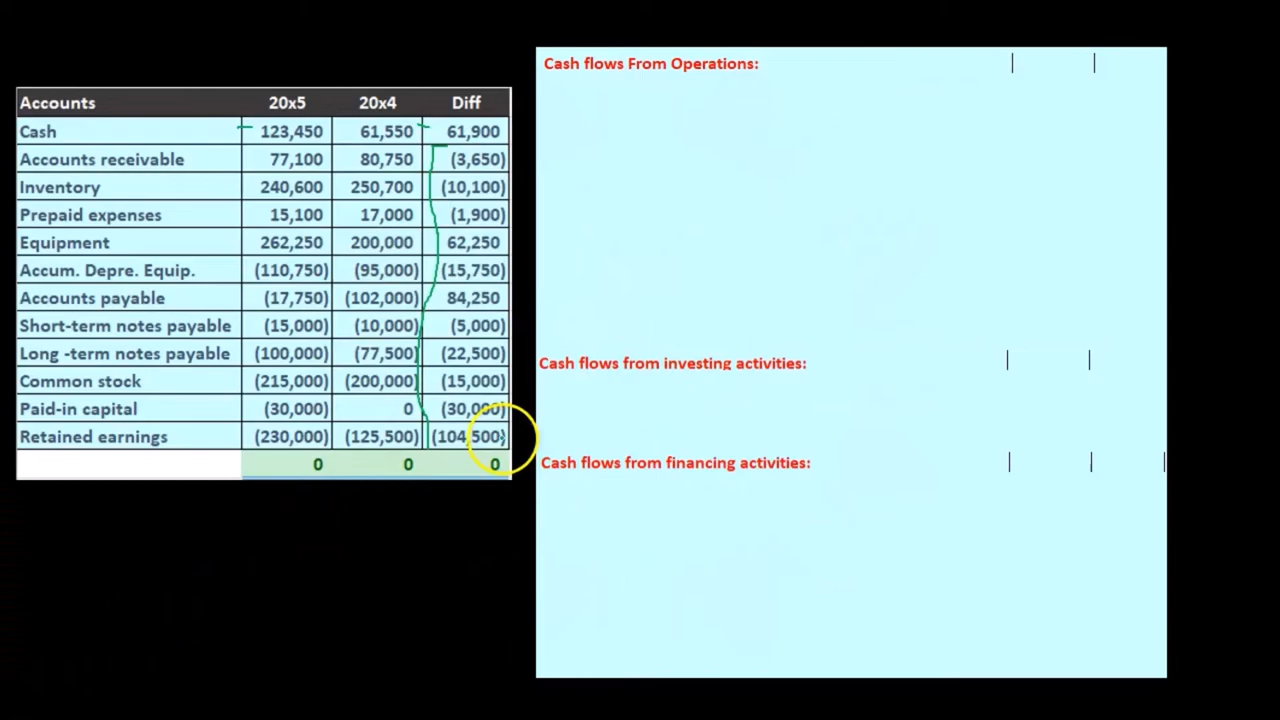 Accounts 20x5 20x4 Diff
Cash 123,450 61,550 61,900
Accounts receivable 77,100 80,750 (3,650)
Inventory 240,600 250,700 (10,100)
Prepaid expenses 15,100 17,000 (1,900)
Equipment 262,250 200,000 62,250
Accum. Depre. Equip. (110,750) (95,000) (15,750)
Accounts payable (17,750) (102,000) 84,250
Short-term notes payable (15,000) (10,000) (5,000)
Long -term notes payable (100,000) (77,500) (22,500)
Common stock (215,000) (200,000) (15,000)
Paid-in capital (30,000) 0 (30,000)
Retained earnings (230,000) (125,500) (104,500)
0 0 0
Cash flows From Operations:
Cash flows from investing activities:
Cash flows from financing activities: